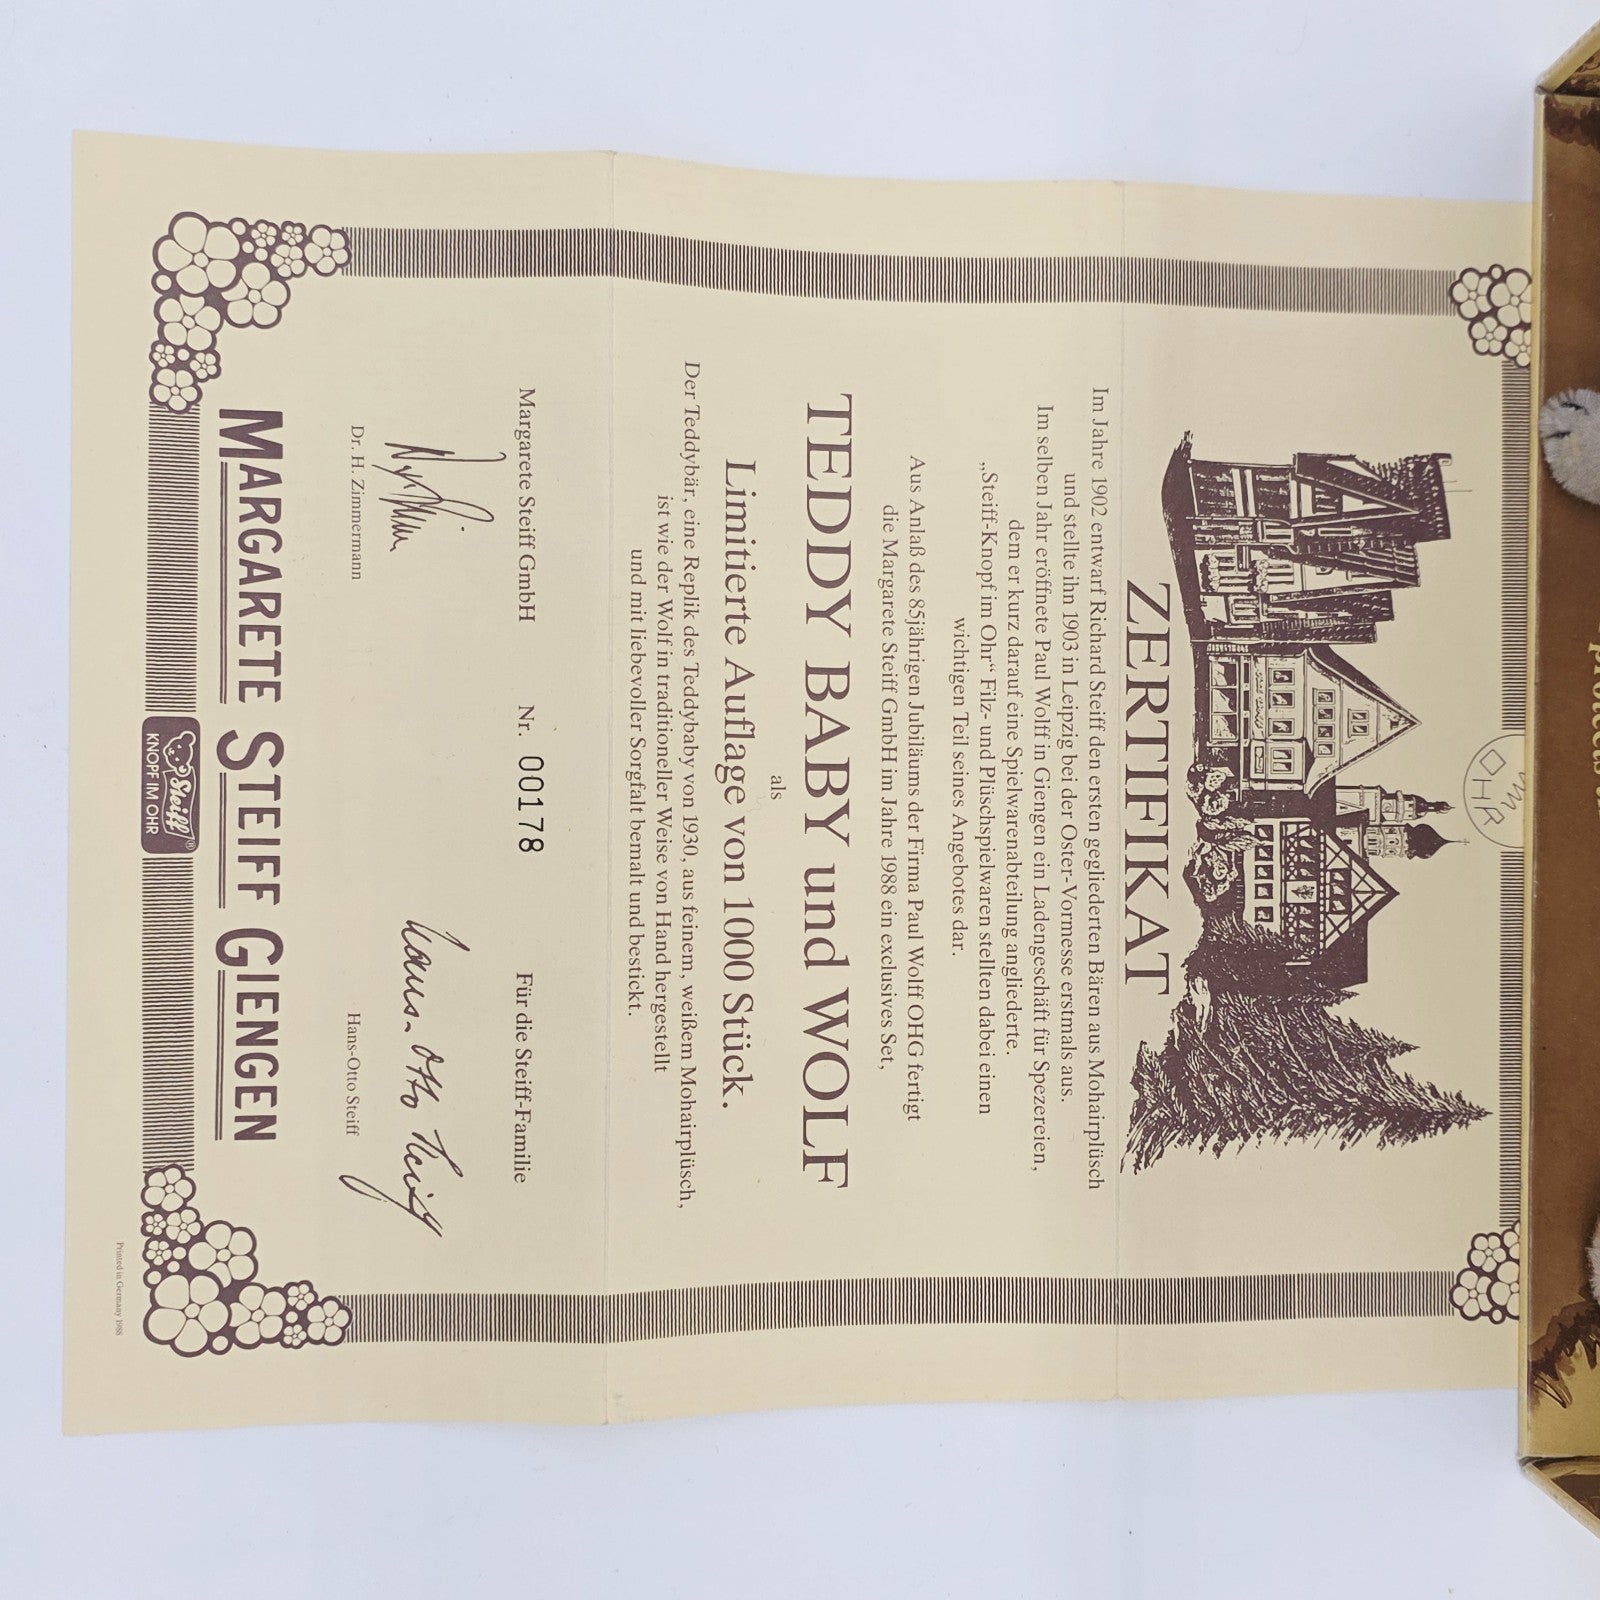 ZERTIFIKAT
Im Jahre 1902 entwarf Richard Steiff den ersten gegliederten Bären aus Mohairplüsch
und stellte ihn 1903 in Leipzig bei der Oster-Vormesse erstmals aus.
Im selben Jahr eröffnete Paul Wolff in Giengen ein Ladengeschäft für Spezereien,
dem er kurz darauf eine Spielwarenabteilung angliederte.
„Steiff-Knopf im Ohr“ Filz- und Plüschspielwaren stellten dabei einen
wichtigen Teil seines Angebotes dar.
Aus Anlaß des 85jährigen Jubiläums der Firma Paul Wolff OHG fertigt
die Margarete Steiff GmbH im Jahre 1988 ein exclusives Set,
TEDDY BABY und WOLF
als
Limitierte Auflage von 1000 Stück.
Der Teddybär, eine Replik des Teddybaby von 1930, aus feinem, weißem Mohairplüsch,
ist wie der Wolf in traditioneller Weise von Hand hergestellt
und mit liebevoller Sorgfalt bemalt und bestickt.
Margarete Steiff GmbH Nr. 00178 Für die Steiff-Familie
Hans-Otto Steiff
Dr. H. Zimmermann Hans-Otto Steiff
MARGARETE STEIFF GIENGEN
Steiff®
KNOPF IM OHR
Printed in Germany 1988
OHR
protects